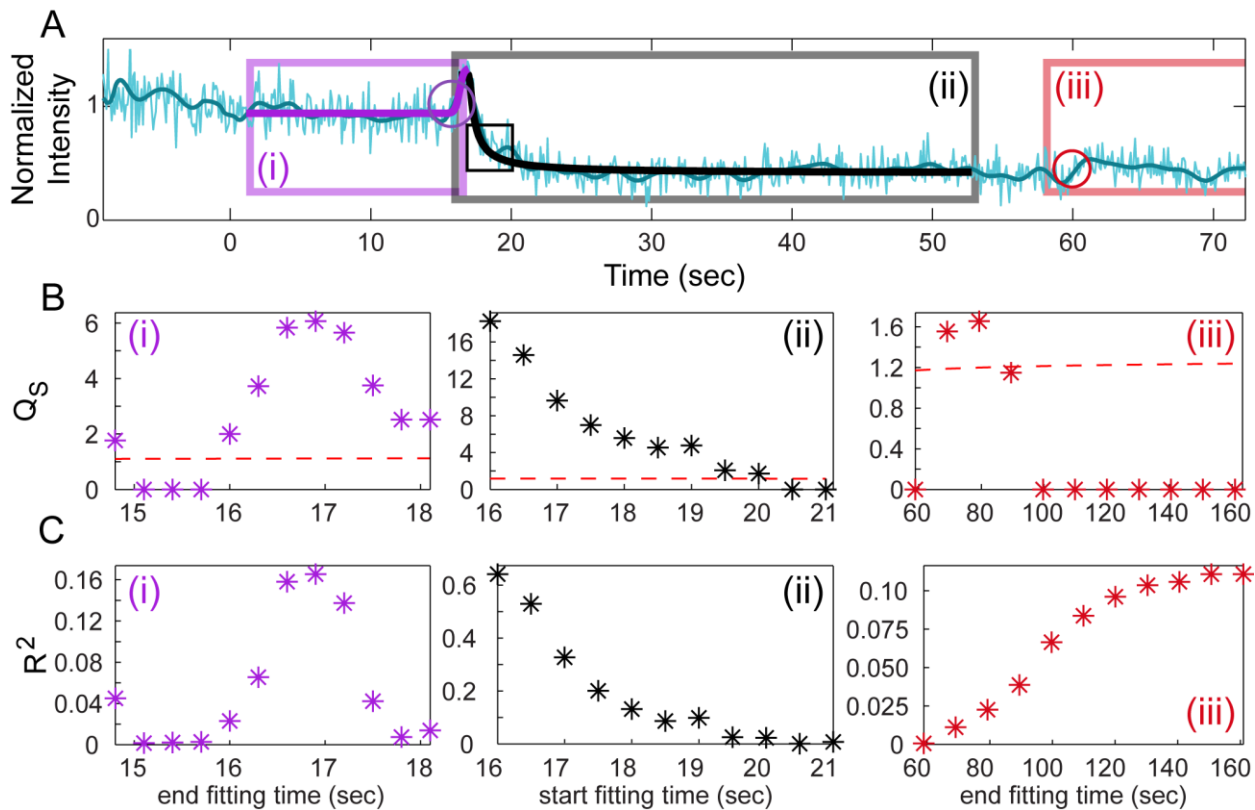 A
Normalized
Intensity
1
0
(i)
(ii)
(iii)
0 10 20 30 40 50 60 70
Time (sec)
B
Q_S
6
4
2
0
(i)
15 16 17 18
16
12
8
4
0
(ii)
16 17 18 19 20 21
1.6
1.2
0.8
0.4
0
(iii)
60 80 100 120 140 160
C
R²
0.16
0.12
0.08
0.04
0
(i)
15 16 17 18
end fitting time (sec)
0.6
0.4
0.2
0
(ii)
16 17 18 19 20 21
start fitting time (sec)
0.10
0.075
0.050
0.025
0
(iii)
60 80 100 120 140 160
end fitting time (sec)